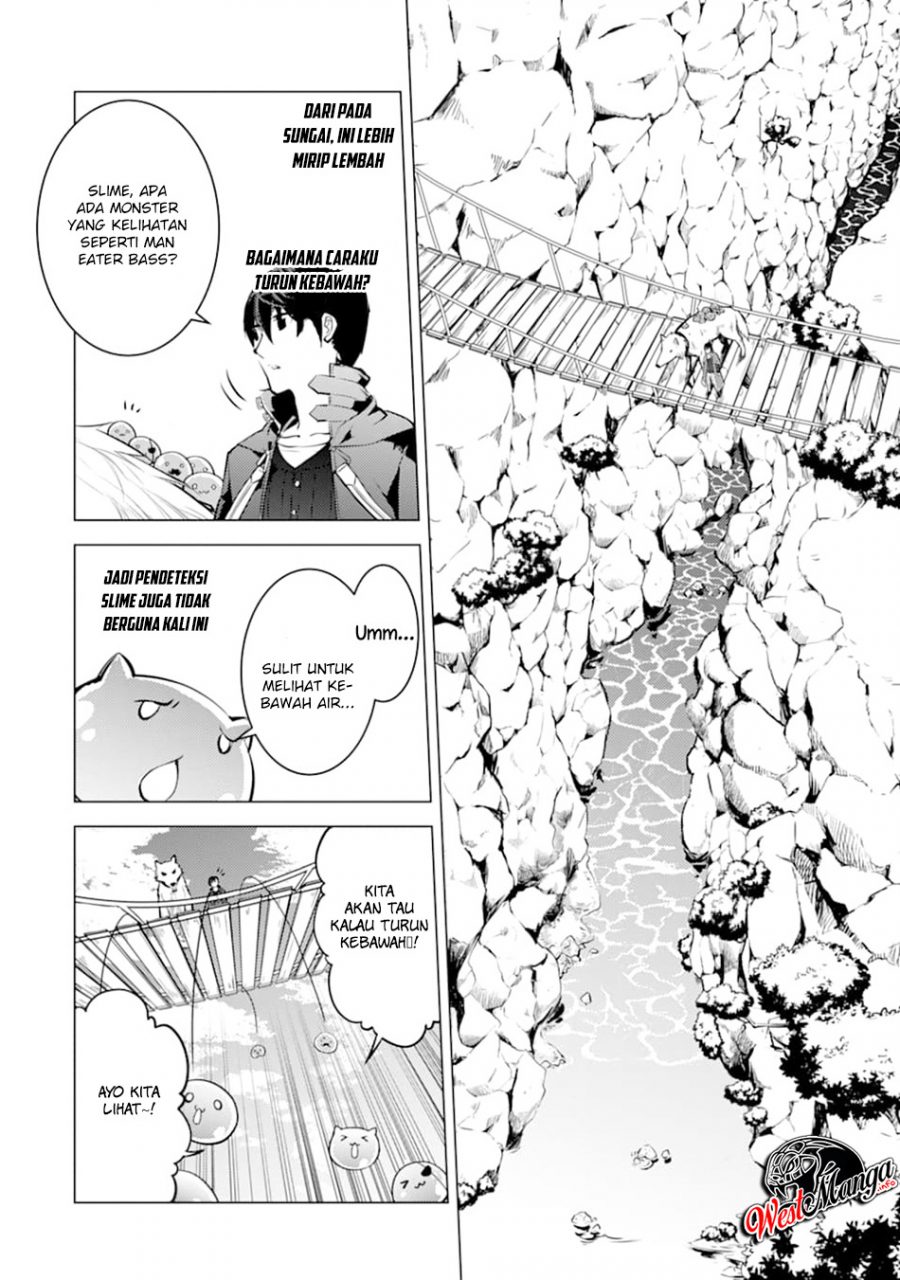 DARI PADA
SUNGAI, INI LEBIH
MIRIP LEMBAH
BAGAIMANA CARAKU
TURUN KEBAWAH?
SLIME, APA
ADA MONSTER
YANG KELIHATAN
SEPERTI MAN
EATER BASS?
Umm...
SULIT UNTUK
MELIHAT KE-
BAWAH AIR...
JADI PENDETEKSI
SLIME JUGA TIDAK
BERGUNA KALI INI
KITA
AKAN TAU
KALAU TURUN
KEBAWAH▯!
AYO KITA
LIHAT~!
WestManga
.info